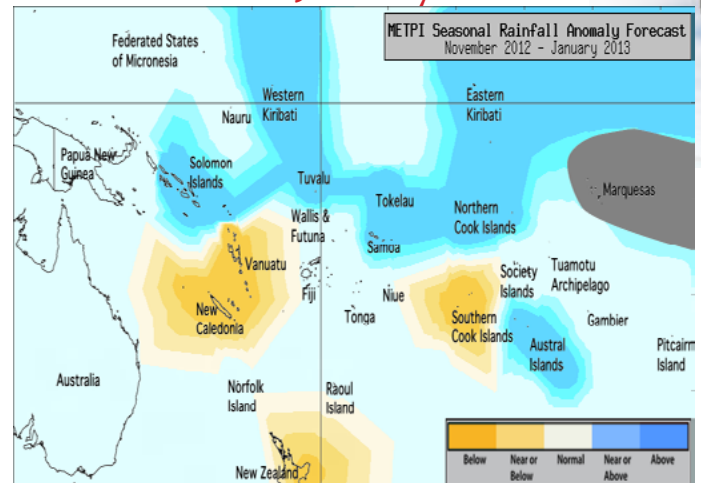 METPI Seasonal Rainfall Anomaly Forecast
November 2012 - January 2013
Federated States
of Micronesia
Western
Kiribati
Eastern
Kiribati
Nauru
Papua New
Guinea
Solomon
Islands
Tuvalu
Tokelau
Marquesas
Wallis &
Futuna
Northern
Cook Islands
Samoa
Vanuatu
Fiji
Niue
Society
Islands
Tuamotu
Archipelago
New
Caledonia
Tonga
Southern
Cook Islands
Gambier
Austral
Islands
Pitcairn
Island
Australia
Norfolk
Island
Raoul
Island
New Zealand
Below
Near or
Below
Normal
Near or
Above
Above